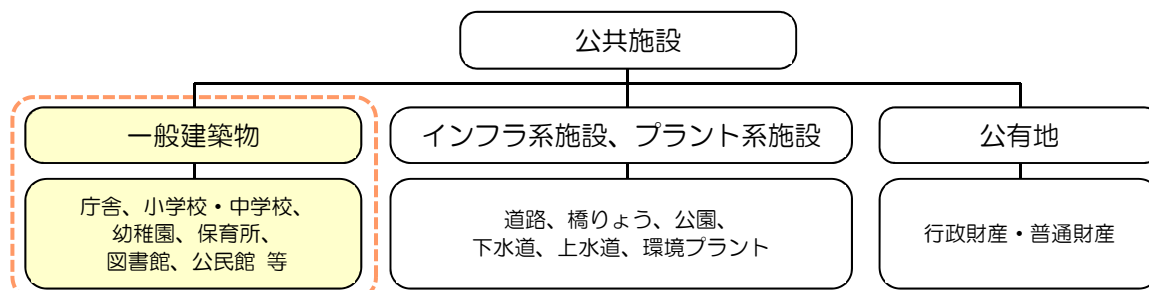 公共施設
一般建築物
インフラ系施設、プラント系施設
公有地
庁舎、小学校・中学校、
幼稚園、保育所、
図書館、公民館 等
道路、橋りょう、公園、
下水道、上水道、環境プラント
行政財産・普通財産